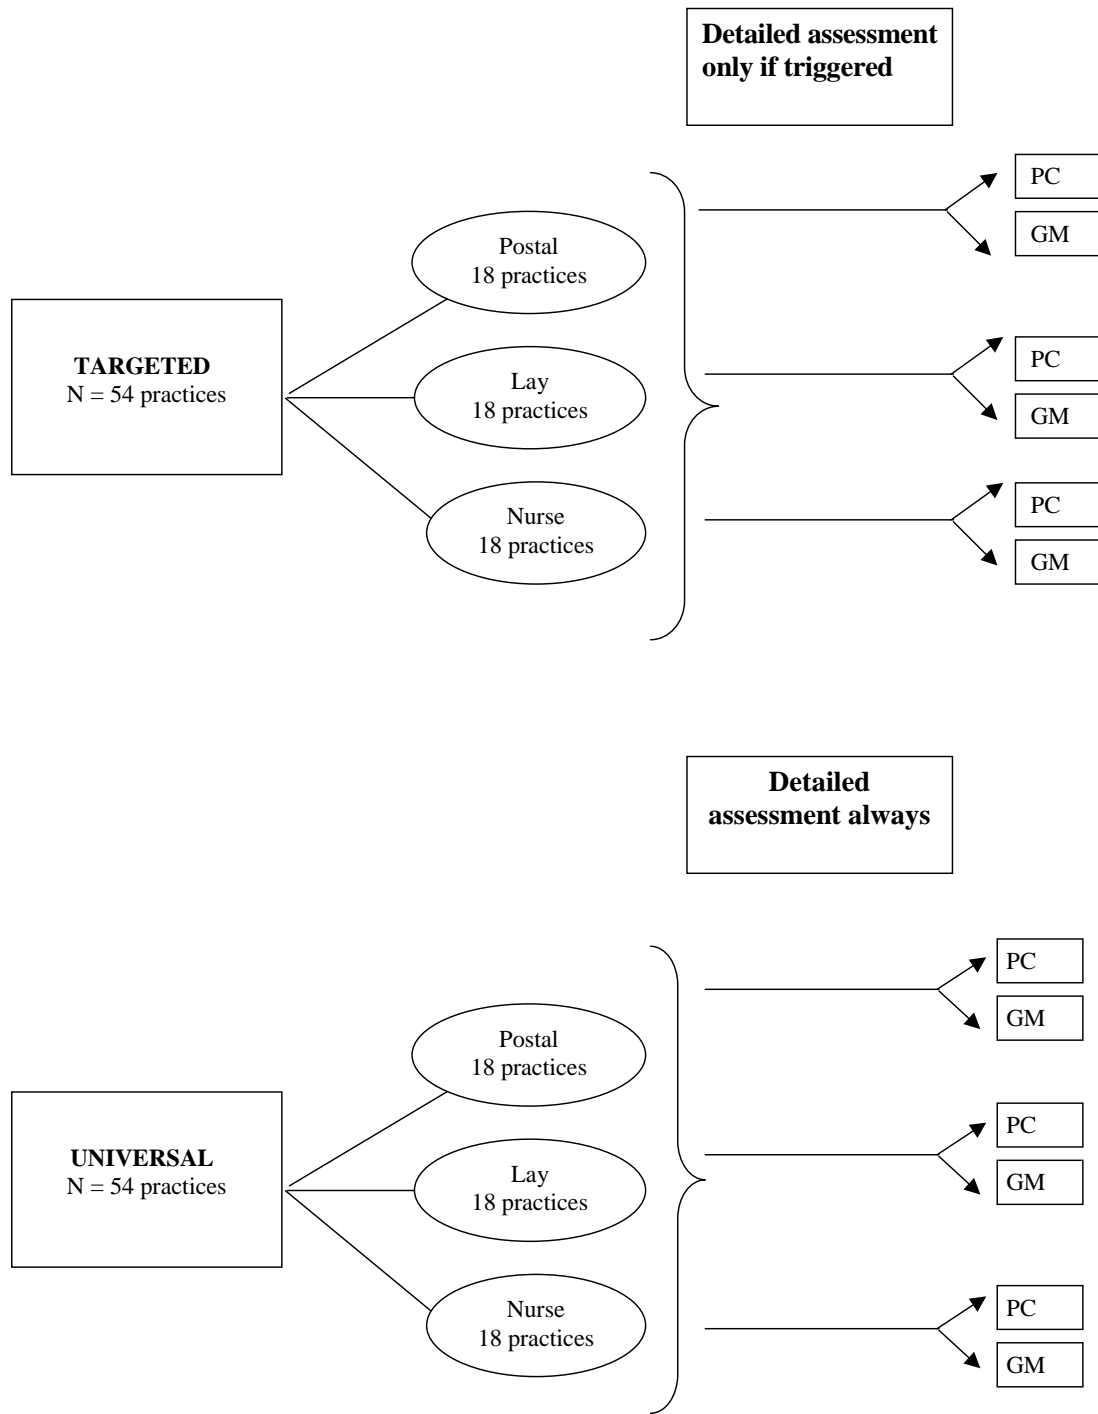 Detailed assessment
only if triggered
PC
GM
Postal
18 practices
TARGETED
N = 54 practices
Lay
18 practices
PC
GM
Nurse
18 practices
PC
GM
Detailed
assessment always
PC
GM
Postal
18 practices
UNIVERSAL
N = 54 practices
Lay
18 practices
PC
GM
Nurse
18 practices
PC
GM